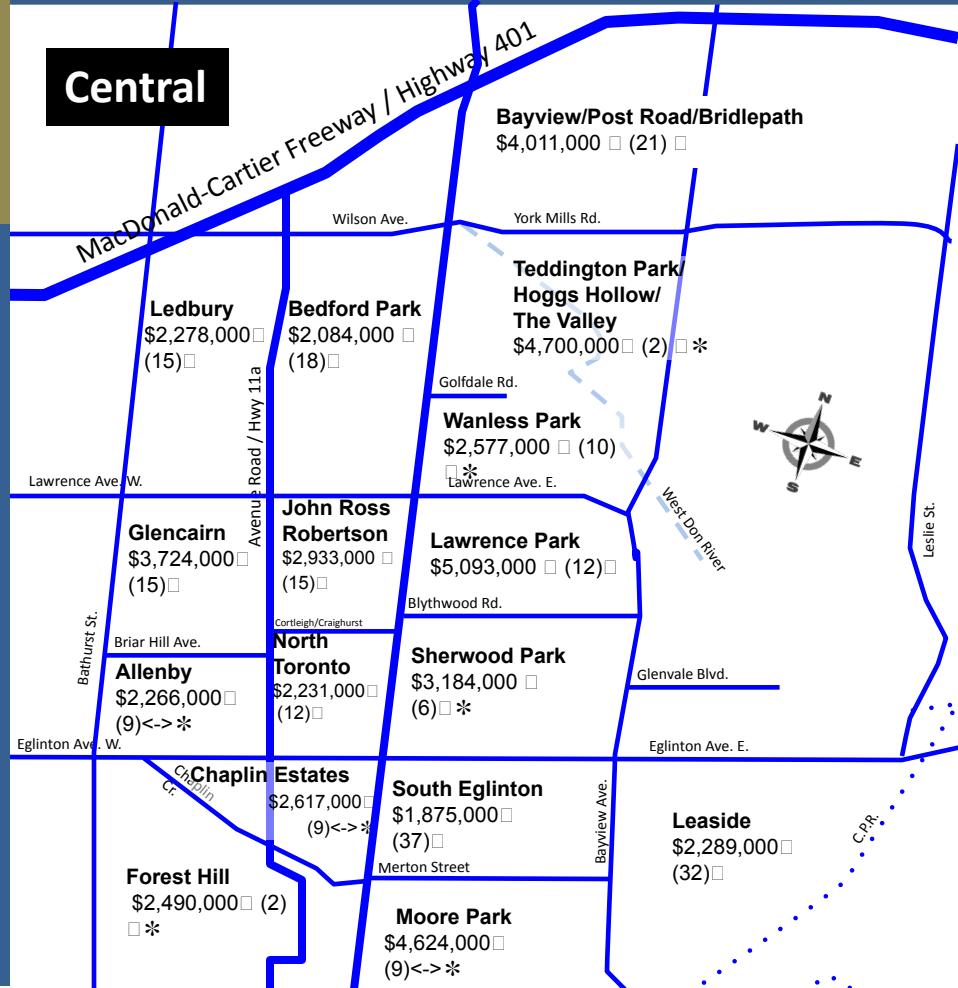 Central
MacDonald-Cartier Freeway / Highway 401
Bayview/Post Road/Bridlepath
$4,011,000 □ (21) □
Wilson Ave.
York Mills Rd.
Teddington Park/
Hoggs Hollow/
The Valley
$4,700,000□ (2) □ *
Ledbury
$2,278,000□
(15)□
Bedford Park
$2,084,000 □
(18)□
Avenue Road / Hwy 11a
Golfdale Rd.
Wanless Park
$2,577,000 □ (10)
□*
N
W
E
S
Lawrence Ave. W.
Lawrence Ave. E.
West Don River
Leslie St.
Glencairn
$3,724,000□
(15)□
John Ross
Robertson
$2,933,000 □
(15)□
Lawrence Park
$5,093,000 □ (12)□
Blythwood Rd.
Bathurst St.
Briar Hill Ave.
Cortleigh/Craighurst
Allenby
$2,266,000□
(9)<->*
North
Toronto
$2,231,000□
(12)□
Sherwood Park
$3,184,000 □
(6)□ *
Glenvale Blvd.
Eglinton Ave. W.
Eglinton Ave. E.
Chaplin
Cr.
Chaplin Estates
$2,617,000□
(9)<->*
South Eglinton
$1,875,000□
(37)□
Bayview Ave.
Leaside
$2,289,000□
(32)□
C.P.R.
Merton Street
Forest Hill
$2,490,000□ (2)
□*
Moore Park
$4,624,000□
(9)<->*